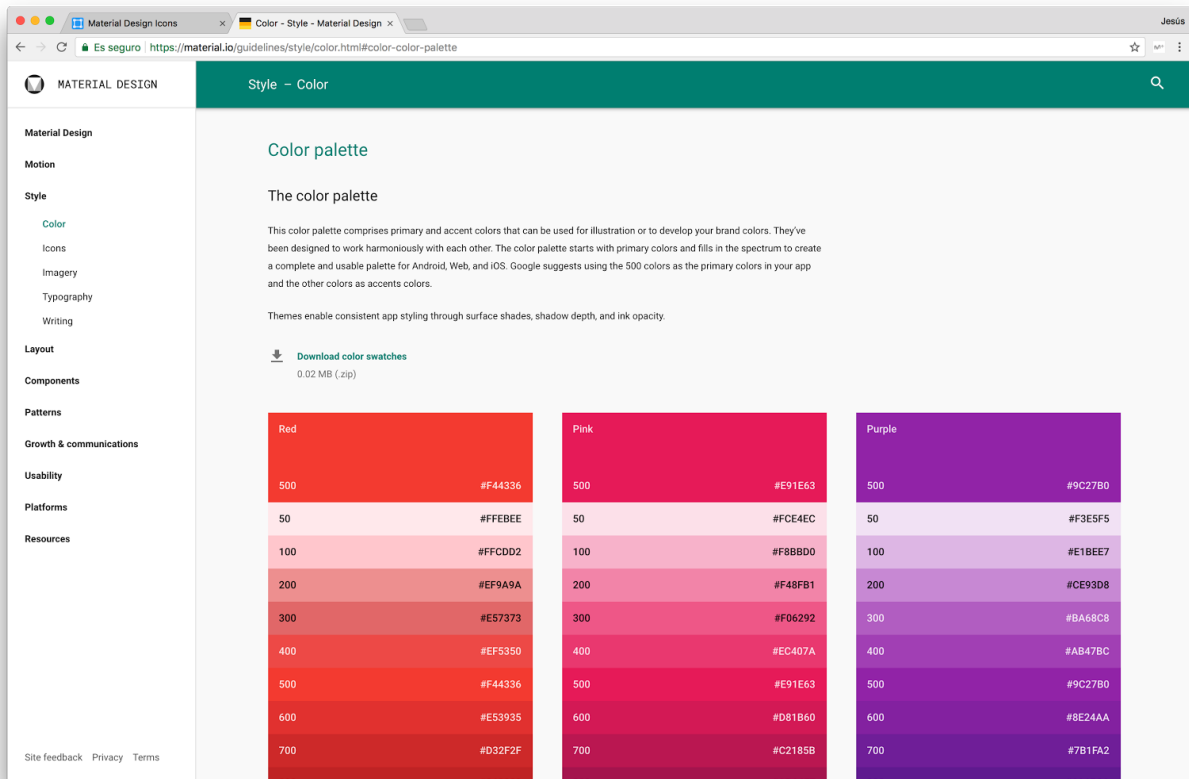 Material Design Icons
Color - Style - Material Design
Jesús
Es seguro https://material.io/guidelines/style/color.html#color-color-palette
MATERIAL DESIGN
Style – Color
Material Design
Motion
Style
Color
Icons
Imagery
Typography
Writing
Layout
Components
Patterns
Growth & communications
Usability
Platforms
Resources
Site feedback Privacy Terms
Color palette
The color palette
This color palette comprises primary and accent colors that can be used for illustration or to develop your brand colors. They've
been designed to work harmoniously with each other. The color palette starts with primary colors and fills in the spectrum to create
a complete and usable palette for Android, Web, and iOS. Google suggests using the 500 colors as the primary colors in your app
and the other colors as accents colors.
Themes enable consistent app styling through surface shades, shadow depth, and ink opacity.
Download color swatches
0.02 MB (.zip)
Red
500 #F44336
50 #FFEBEE
100 #FFCDD2
200 #EF9A9A
300 #E57373
400 #EF5350
500 #F44336
600 #E53935
700 #D32F2F
Pink
500 #E91E63
50 #FCE4EC
100 #F8BBD0
200 #F48FB1
300 #F06292
400 #EC407A
500 #E91E63
600 #D81B60
700 #C2185B
Purple
500 #9C27B0
50 #F3E5F5
100 #E1BEE7
200 #CE93D8
300 #BA68C8
400 #AB47BC
500 #9C27B0
600 #8E24AA
700 #7B1FA2